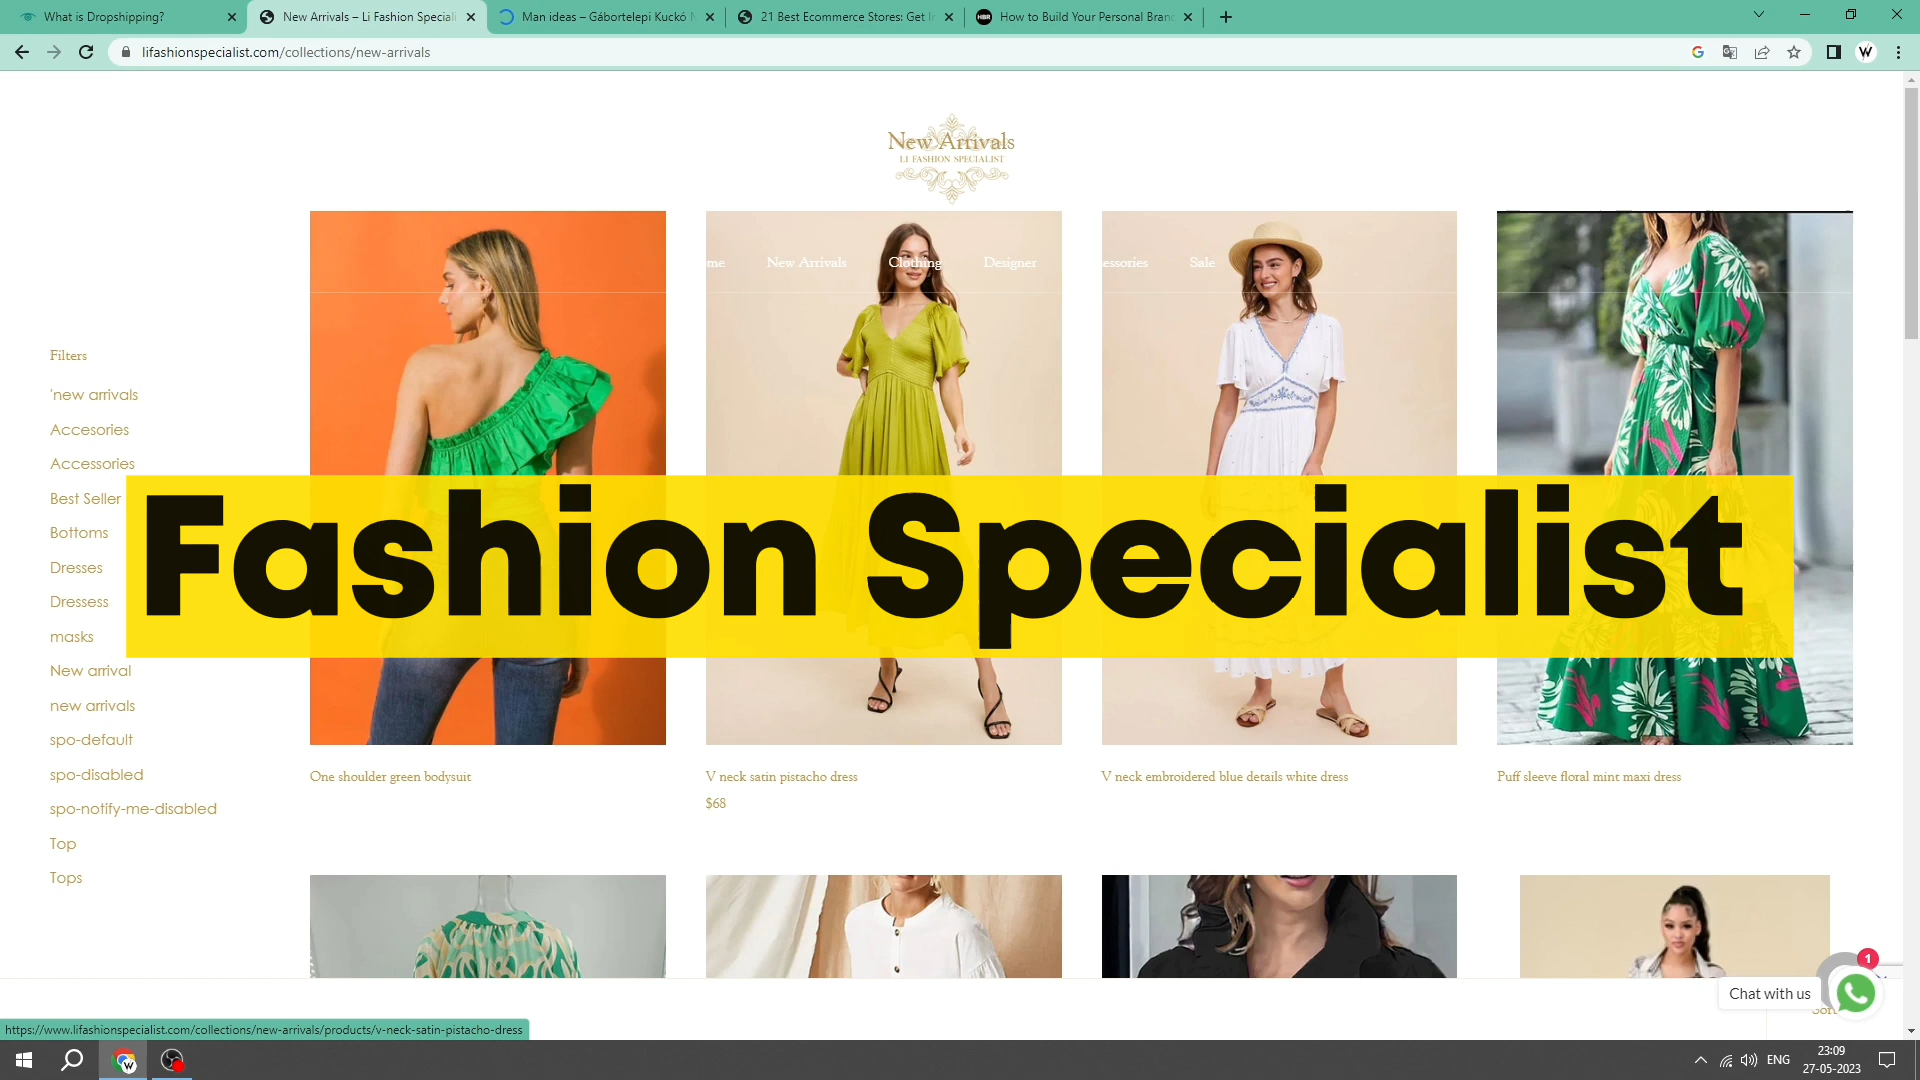 What is Dropshipping?
New Arrivals – Li Fashion Speciali
Man ideas – Gábortelepi Kuckó
21 Best Ecommerce Stores: Get
HBR
How to Build Your Personal Bran
lifashionspecialist.com/collections/new-arrivals
New Arrivals
LI FASHION SPECIALIST
me
New Arrivals
Clothing
Designer
essories
Sale
Filters
'new arrivals
Accesories
Accessories
Best Seller
Bottoms
Dresses
Dressess
masks
New arrival
new arrivals
spo-default
spo-disabled
spo-notify-me-disabled
Top
Tops
Fashion Specialist
One shoulder green bodysuit
V neck satin pistacho dress
$68
V neck embroidered blue details white dress
Puff sleeve floral mint maxi dress
1
Chat with us
Sort
https://www.lifashionspecialist.com/collections/new-arrivals/products/v-neck-satin-pistacho-dress
ENG
23:09
27-05-2023